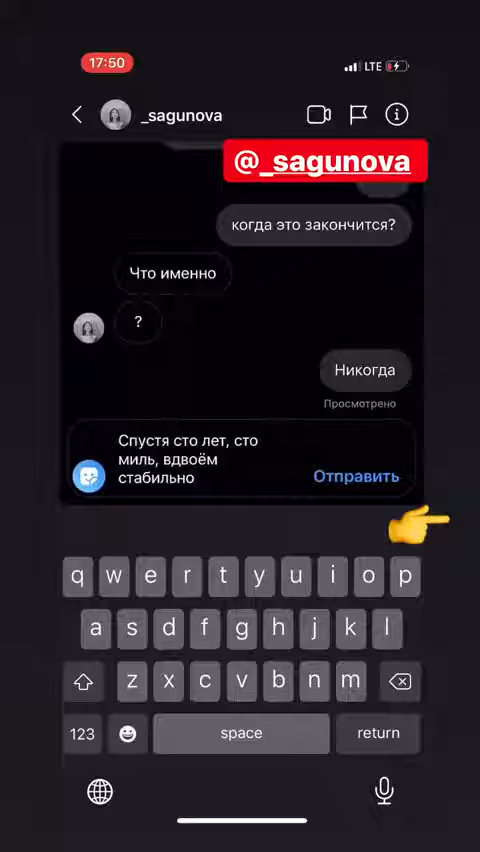 17:50
LTE
_sagunova
@_sagunova
когда это закончится?
Что именно
?
Никогда
Просмотрено
Спустя сто лет, сто
миль, вдвоём
стабильно
Отправить
q w e r t y u i o p
a s d f g h j k l
z x c v b n m
123 space return